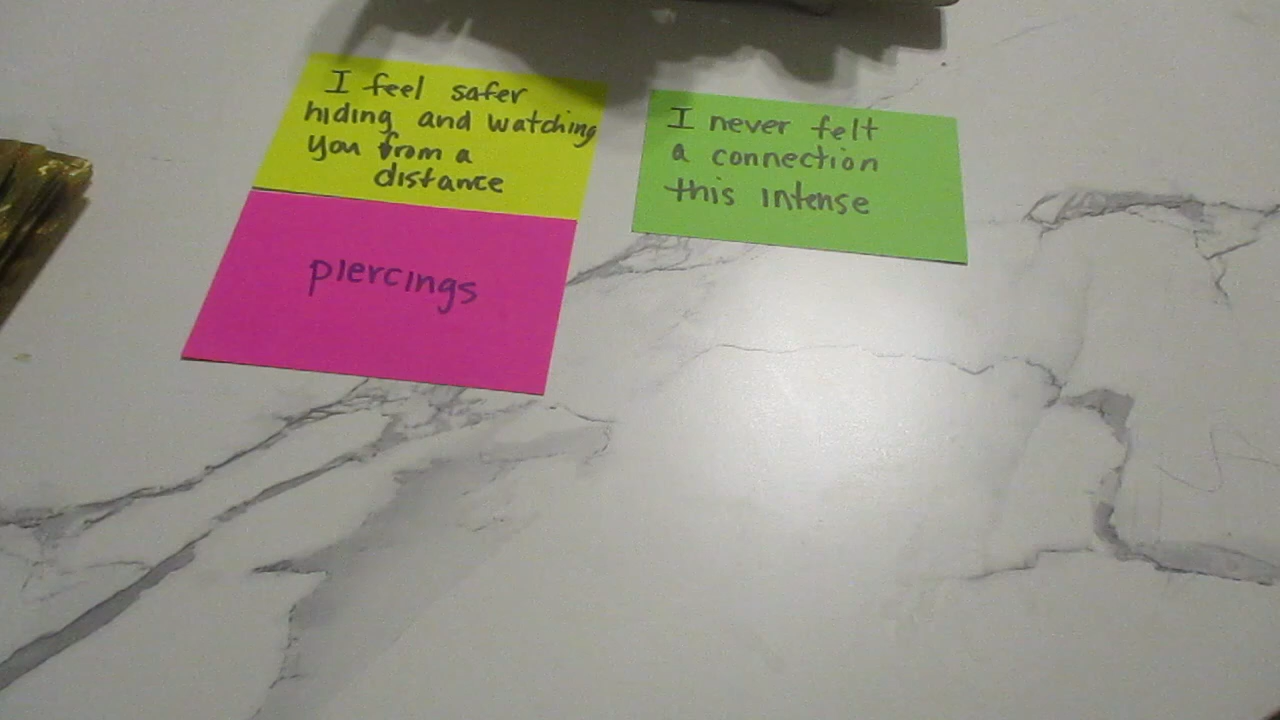 I feel safer
hiding and watching
you from a
distance
piercings
I never felt
a connection
this intense